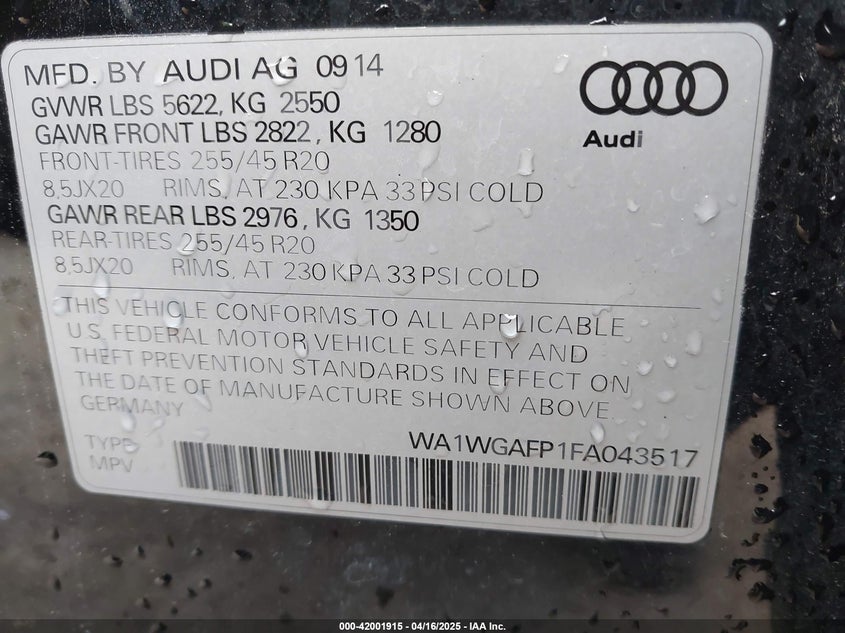 MFD. BY AUDI AG 09 14
GVWR LBS 5622, KG 2550
GAWR FRONT LBS 2822, KG 1280
FRONT-TIRES 255/45 R20
8,5JX20 RIMS, AT 230 KPA 33 PSI COLD
GAWR REAR LBS 2976, KG 1350
REAR-TIRES 255/45 R20
8,5JX20 RIMS, AT 230 KPA 33 PSI COLD
Audi
THIS VEHICLE CONFORMS TO ALL APPLICABLE
U.S. FEDERAL MOTOR VEHICLE SAFETY AND
THEFT PREVENTION STANDARDS IN EFFECT ON
THE DATE OF MANUFACTURE SHOWN ABOVE.
GERMANY
TYPE
MPV
WA1WGAFP1FA043517
000-42001915 - 04/16/2025 - IAA Inc.